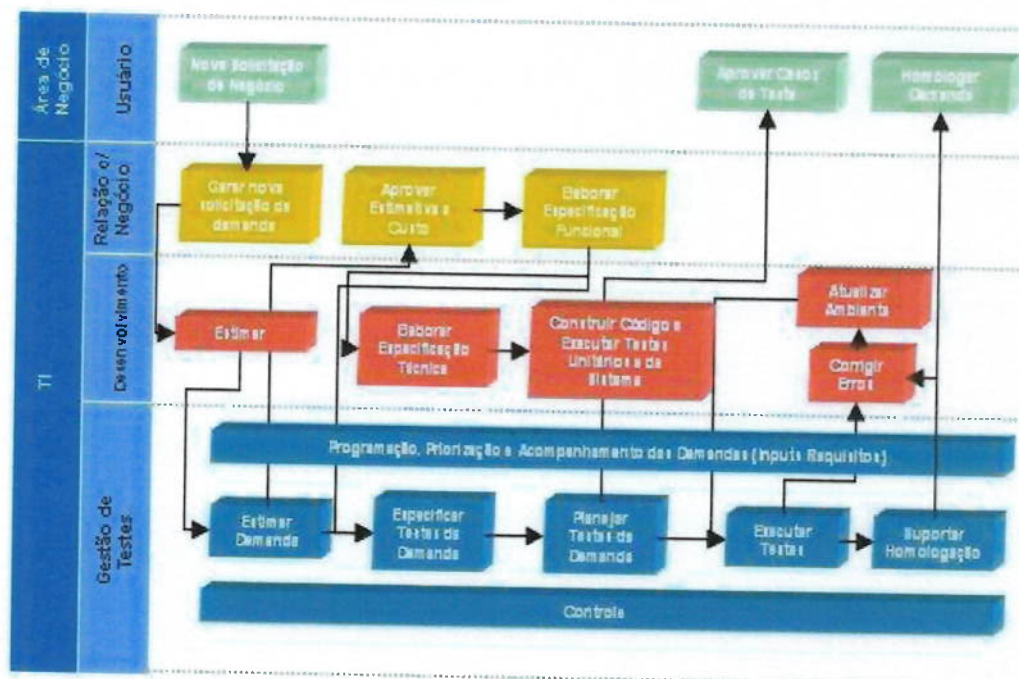 Área de
Negócio
Usuário
Nova Solicitação
de Negócio
Aprovar Casos
de Teste
Homologar
Demanda
TI
Relação c/
Negócio
Gerar nova
solicitação de
demanda
Aprovar
Estimativa e
Custo
Elaborar
Especificação
Funcional
Desenvolvimento
Estimar
Elaborar
Especificação
Técnica
Construir Código e
Executar Testes
Unitários e de
Sistema
Atualizar
Ambiente
Corrigir
Erros
Gestão de
Testes
Programação, Priorização e Acompanhamento das Demandas (Inputs Requisitos)
Estimar
Demanda
Especificar
Testes da
Demanda
Planejar
Testes da
Demanda
Executar
Testes
Suportar
Homologação
Controle